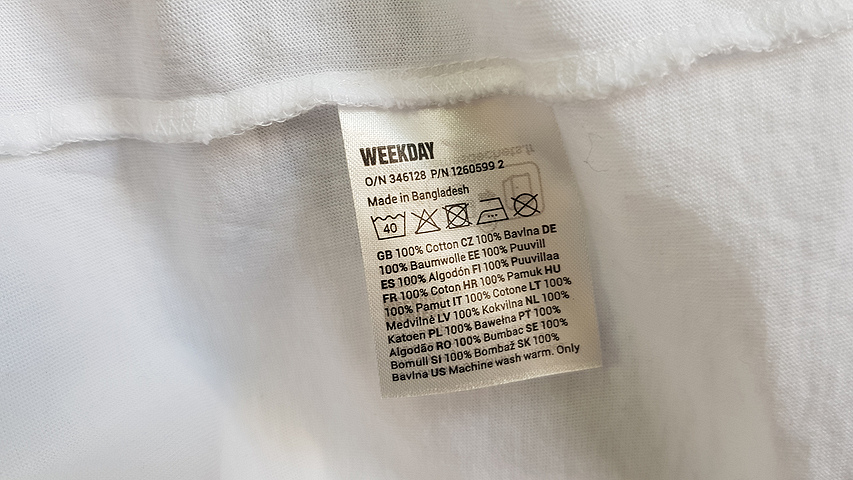 WEEKDAY
O/N 346128 P/N 1260599 2
Made in Bangladesh
40
GB 100% Cotton CZ 100% Bavlna DE
100% Baumwolle EE 100% Puuvill
ES 100% Algodón FI 100% Puuvillaa
FR 100% Coton HR 100% Pamuk HU
100% Pamut IT 100% Cotone LT 100%
Medvilnė LV 100% Kokvilna NL 100%
Katoen PL 100% Bawełna PT 100%
Algodão RO 100% Bumbac SE 100%
Bomull SI 100% Bombaž SK 100%
Bavlna US Machine wash warm. Only